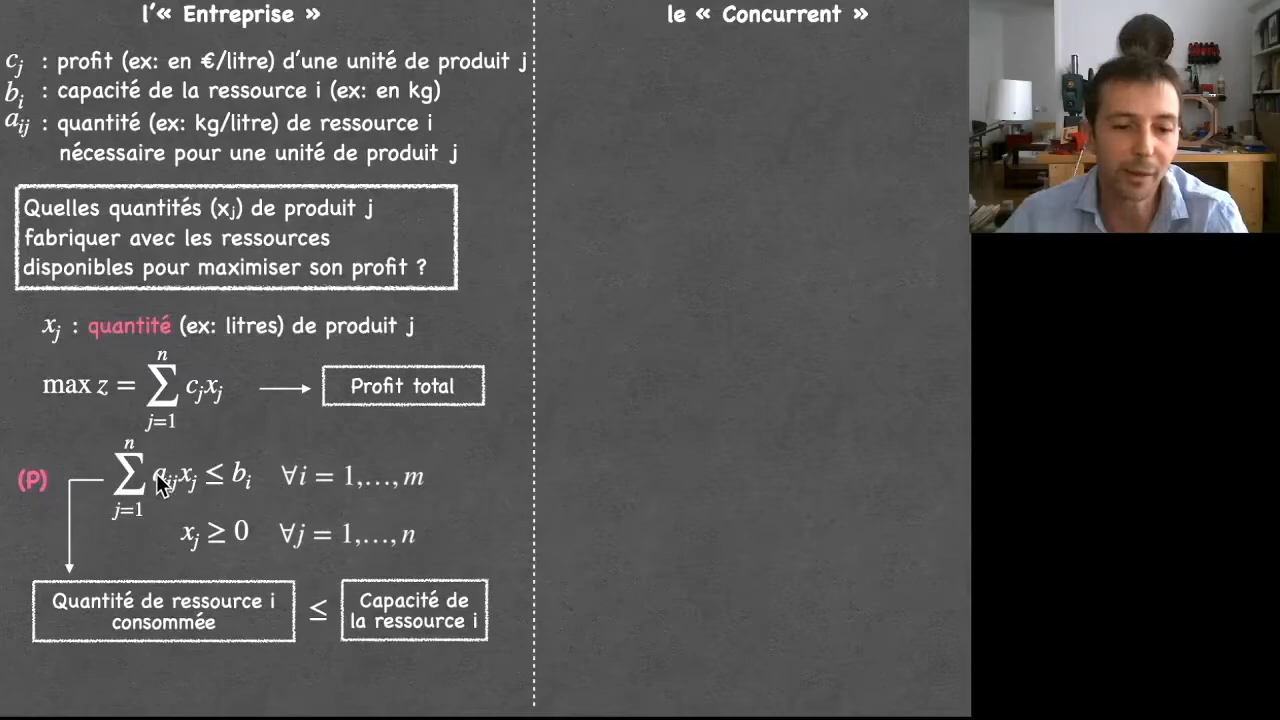 l'« Entreprise »
le « Concurrent »
c_j : profit (ex: en €/litre) d'une unité de produit j
b_i : capacité de la ressource i (ex: en kg)
a_ij : quantité (ex: kg/litre) de ressource i
nécessaire pour une unité de produit j
Quelles quantités (x_j) de produit j
fabriquer avec les ressources
disponibles pour maximiser son profit ?
x_j : quantité (ex: litres) de produit j
max z = ∑_{j=1}^{n} c_j x_j → Profit total
(P) ∑_{j=1}^{n} a_ij x_j ≤ b_i ∀i = 1,…,m
x_j ≥ 0 ∀j = 1,…,n
Quantité de ressource i
consommée
≤
Capacité de
la ressource i